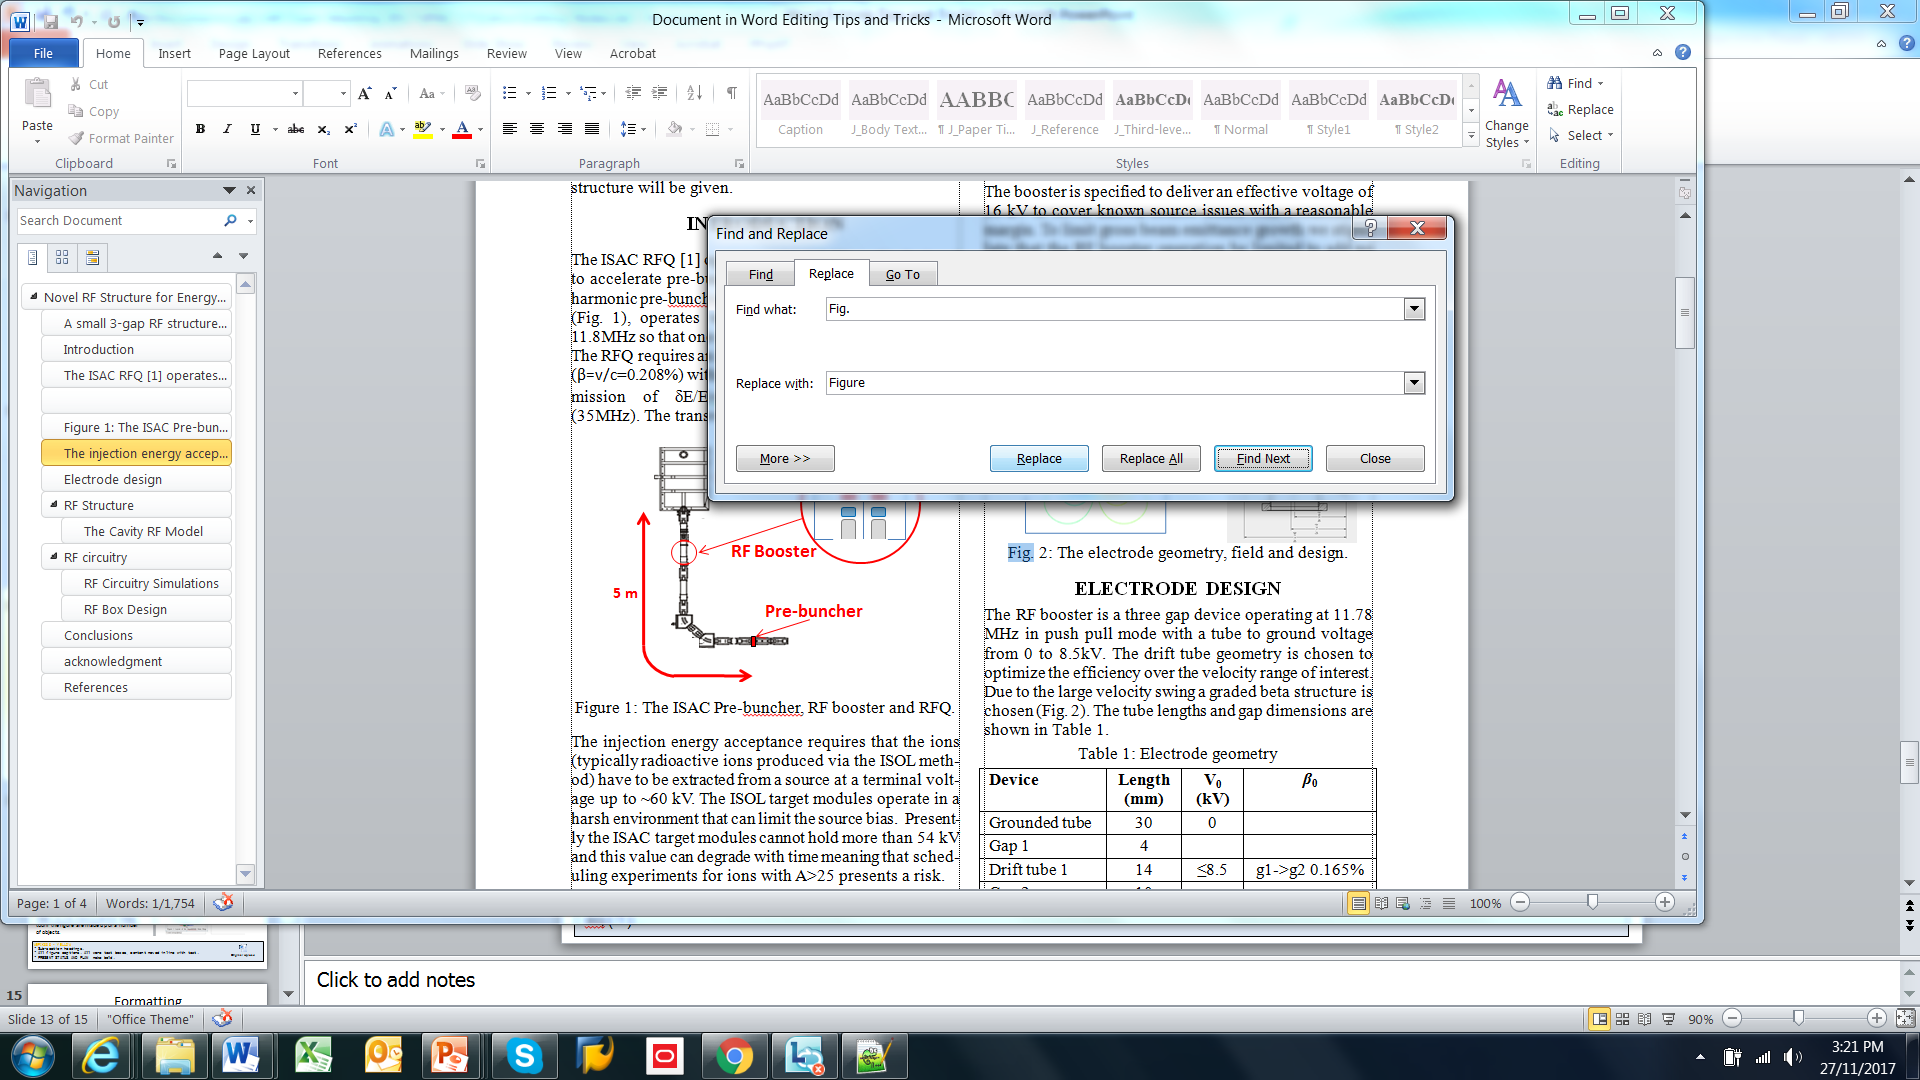 Document in Word Editing Tips and Tricks - Microsoft Word
File Home Insert Page Layout References Mailings Review View Acrobat
Paste
Cut
Copy
Format Painter
Clipboard
Font
Paragraph
AaBbCcDd AaBbCcDd AABBC AaBbCcDd AaBbCcDd AaBbCcDd AaBbCcDd AaBbCcDd
Caption J_Body Text... ¶ J_Paper Ti... J_Reference J_Third-leve... ¶ Normal ¶ Style1 ¶ Style2
Styles
Change Styles
Find
Replace
Select
Editing
Navigation
Search Document
Novel RF Structure for Energy...
A small 3-gap RF structure...
Introduction
The ISAC RFQ [1] operates...
Figure 1: The ISAC Pre-bun...
The injection energy accep...
Electrode design
RF Structure
The Cavity RF Model
RF circuitry
RF Circuitry Simulations
RF Box Design
Conclusions
acknowledgment
References
structure will be given.
The ISAC RFQ [1]
to accelerate pre-b
harmonic pre-bunch
(Fig. 1), operates
11.8MHz so that on
The RFQ requires a
(β=v/c=0.208%) wit
mission of δE/E
(35MHz). The trans
RF Booster
5 m
Pre-buncher
Figure 1: The ISAC Pre-buncher, RF booster and RFQ.
The injection energy acceptance requires that the ions
(typically radioactive ions produced via the ISOL meth-
od) have to be extracted from a source at a terminal volt-
age up to ~60 kV. The ISOL target modules operate in a
harsh environment that can limit the source bias. Present-
ly the ISAC target modules cannot hold more than 54 kV
and this value can degrade with time meaning that sched-
uling experiments for ions with A>25 presents a risk.
The booster is specified to deliver an effective voltage of
16 kV to cover known source issues with a reasonable
Find and Replace
Find Replace Go To
Find what: Fig.
Replace with: Figure
More >> Replace Replace All Find Next Close
Fig. 2: The electrode geometry, field and design.
ELECTRODE DESIGN
The RF booster is a three gap device operating at 11.78
MHz in push pull mode with a tube to ground voltage
from 0 to 8.5kV. The drift tube geometry is chosen to
optimize the efficiency over the velocity range of interest.
Due to the large velocity swing a graded beta structure is
chosen (Fig. 2). The tube lengths and gap dimensions are
shown in Table 1.
Table 1: Electrode geometry
Device Length (mm) V0 (kV) β0
Grounded tube 30 0
Gap 1 4
Drift tube 1 14 ≤8.5 g1->g2 0.165%
Page: 1 of 4 Words: 1/1,754 100%
15
Formatting
Click to add notes
Slide 13 of 15 "Office Theme" 90%
3:21 PM
27/11/2017